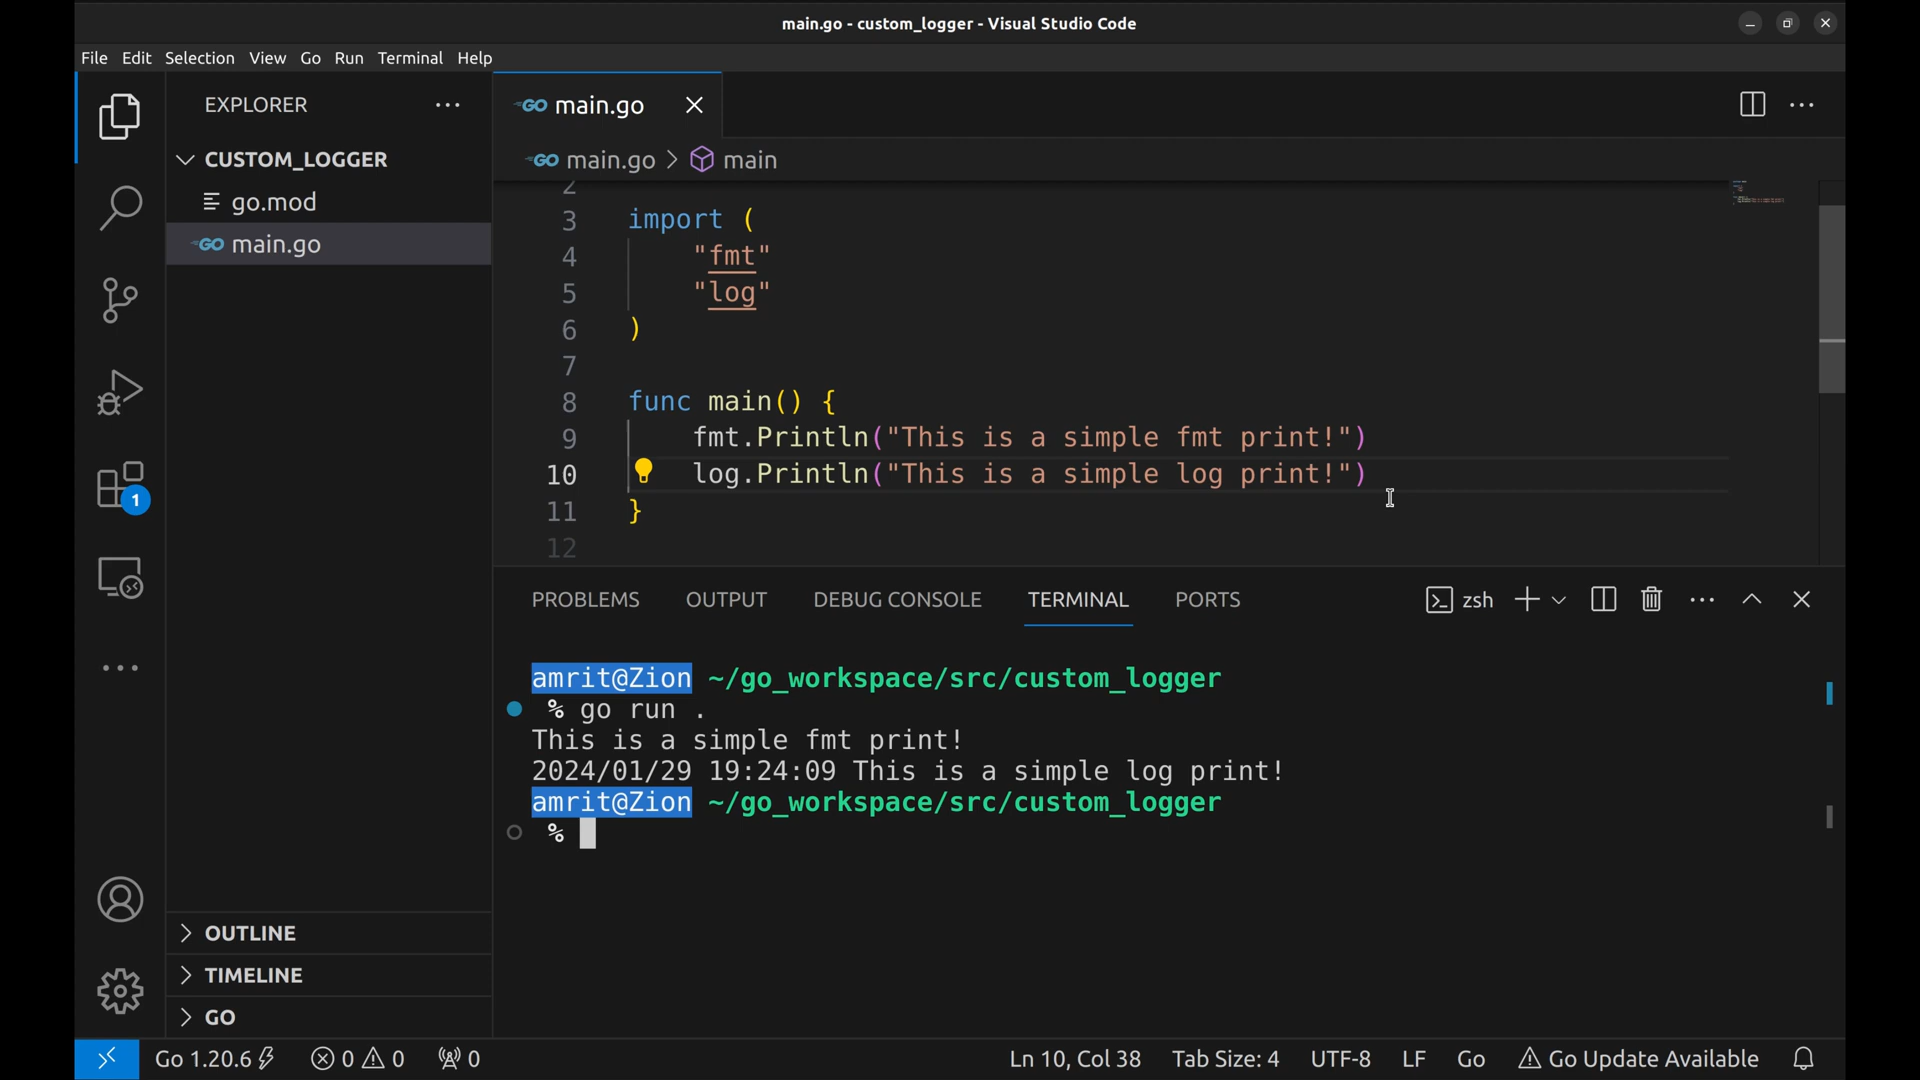 main.go - custom_logger - Visual Studio Code
File Edit Selection View Go Run Terminal Help
EXPLORER
CUSTOM_LOGGER
go.mod
GO main.go
OUTLINE
TIMELINE
GO
1
GO main.go
GO main.go > main
2
3 import (
4 "fmt"
5 "log"
6 )
7
8 func main() {
9 fmt.Println("This is a simple fmt print!")
10 log.Println("This is a simple log print!")
11 }
12
PROBLEMS OUTPUT DEBUG CONSOLE TERMINAL PORTS zsh
amrit@Zion ~/go_workspace/src/custom_logger
% go run .
This is a simple fmt print!
2024/01/29 19:24:09 This is a simple log print!
amrit@Zion ~/go_workspace/src/custom_logger
%
Go 1.20.6 0 0 0 Ln 10, Col 38 Tab Size: 4 UTF-8 LF Go Go Update Available